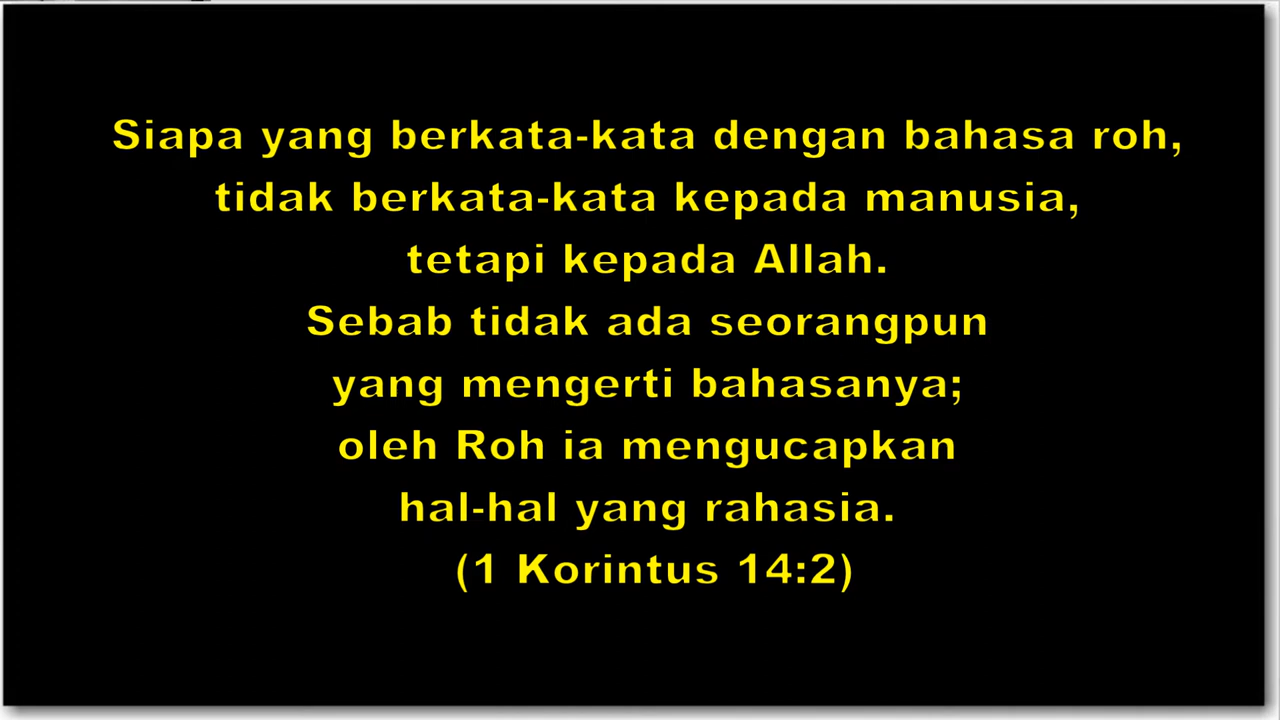 Siapa yang berkata-kata dengan bahasa roh,
tidak berkata-kata kepada manusia,
tetapi kepada Allah.
Sebab tidak ada seorangpun
yang mengerti bahasanya;
oleh Roh ia mengucapkan
hal-hal yang rahasia.
(1 Korintus 14:2)